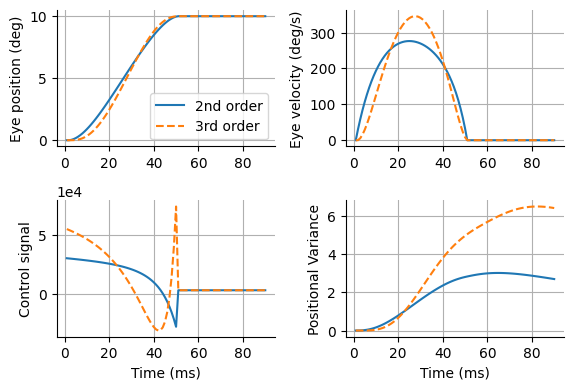 Eye position (deg)
10
5
0
0 20 40 60 80
2nd order
3rd order
Eye velocity (deg/s)
300
200
100
0
0 20 40 60 80
1e4
Control signal
5
0
0 20 40 60 80
Time (ms)
Positional Variance
6
4
2
0
0 20 40 60 80
Time (ms)